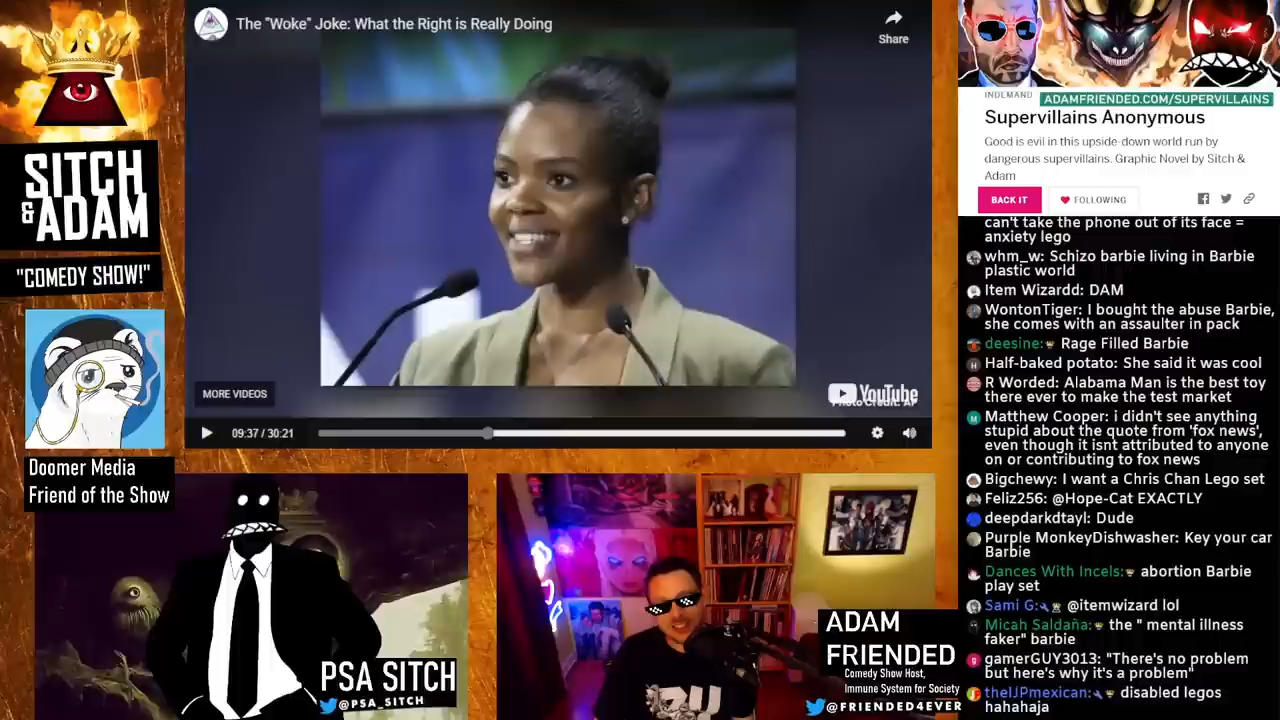 SITCH
& ADAM
"COMEDY SHOW!"
Doomer Media
Friend of the Show
The "Woke" Joke: What the Right is Really Doing
Share
MORE VIDEOS
YouTube
Photo Credit: AP
09:37 / 30:21
PSA SITCH
@PSA_SITCH
ADAM
FRIENDED
Comedy Show Host,
Immune System for Society
@FRIENDED4EVER
INDEMAND
ADAMFRIENDED.COM/SUPERVILLAINS
Supervillains Anonymous
Good is evil in this upside-down world run by
dangerous supervillains. Graphic Novel by Sitch &
Adam
BACK IT
FOLLOWING
can't take the phone out of its face =
anxiety lego
whm_w: Schizo barbie living in Barbie
plastic world
Item Wizardd: DAM
WontonTiger: I bought the abuse Barbie,
she comes with an assaulter in pack
deesine: Rage Filled Barbie
Half-baked potato: She said it was cool
R Worded: Alabama Man is the best toy
there ever to make the test market
Matthew Cooper: i didn't see anything
stupid about the quote from 'fox news',
even though it isnt attributed to anyone
on or contributing to fox news
Bigchewy: I want a Chris Chan Lego set
Feliz256: @Hope-Cat EXACTLY
deepdarkdtayl: Dude
Purple MonkeyDishwasher: Key your car
Barbie
Dances With Incels: abortion Barbie
play set
Sami G: @itemwizard lol
Micah Saldaña: the " mental illness
faker" barbie
gamerGUY3013: "There's no problem
but here's why it's a problem"
theIJPmexican: disabled legos
hahahaja